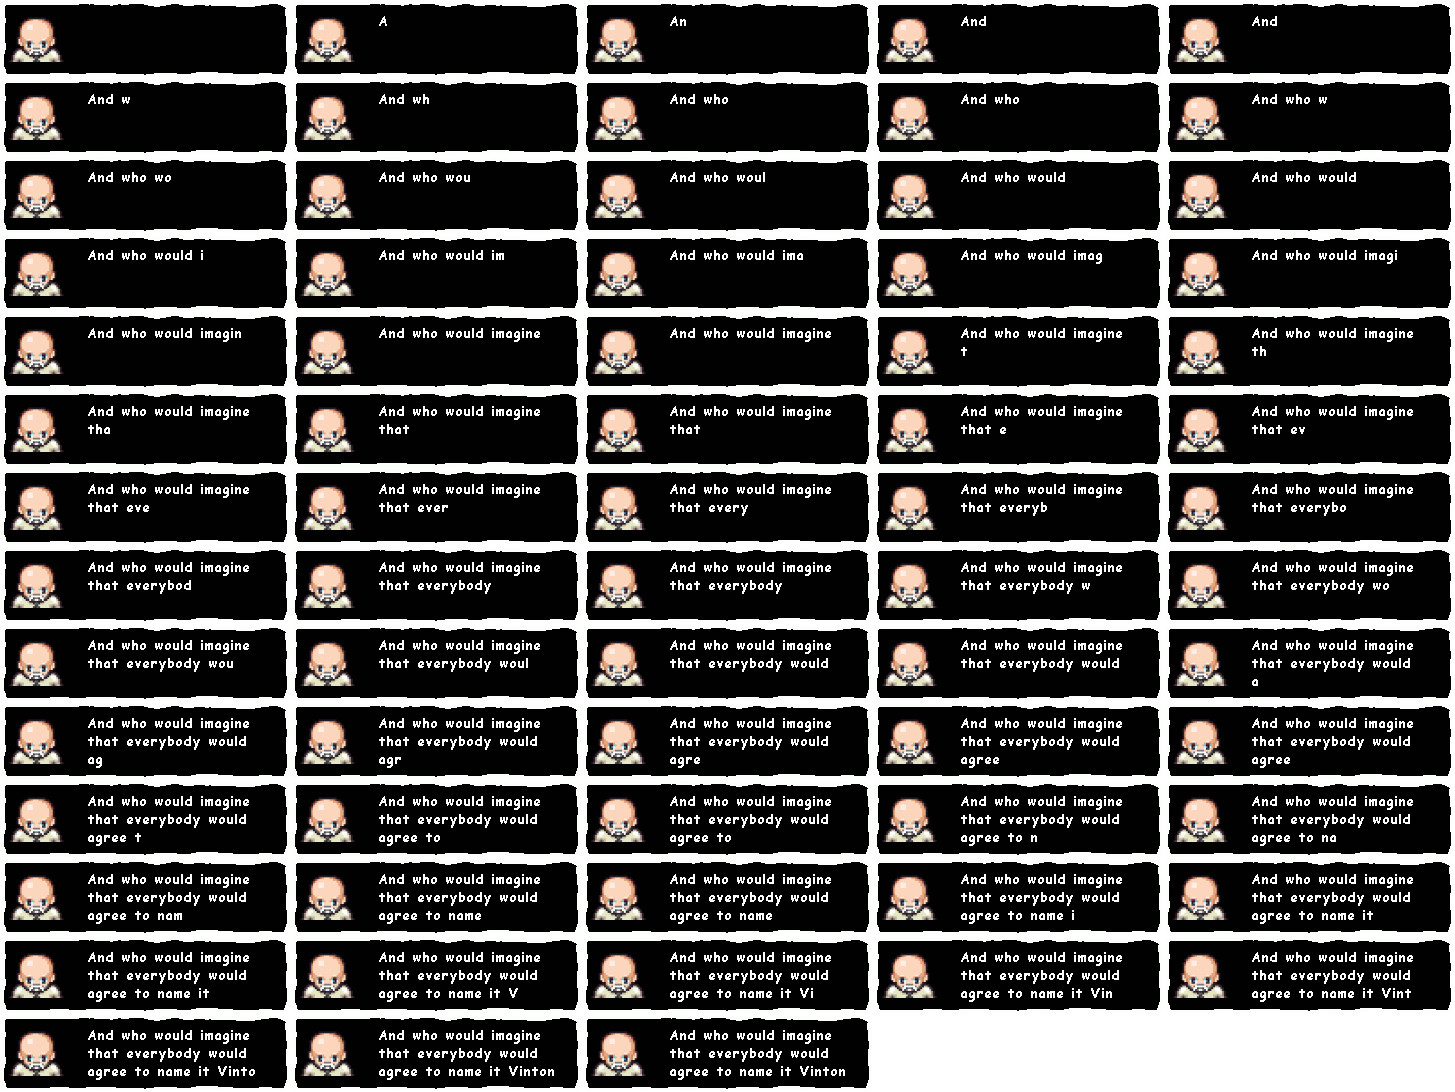 A
An
And
And
And w
And wh
And who
And who
And who w
And who wo
And who wou
And who woul
And who would
And who would
And who would i
And who would im
And who would ima
And who would imag
And who would imagi
And who would imagin
And who would imagine
And who would imagine
And who would imagine
t
And who would imagine
th
And who would imagine
tha
And who would imagine
that
And who would imagine
that
And who would imagine
that e
And who would imagine
that ev
And who would imagine
that eve
And who would imagine
that ever
And who would imagine
that every
And who would imagine
that everyb
And who would imagine
that everybo
And who would imagine
that everybod
And who would imagine
that everybody
And who would imagine
that everybody
And who would imagine
that everybody w
And who would imagine
that everybody wo
And who would imagine
that everybody wou
And who would imagine
that everybody woul
And who would imagine
that everybody would
And who would imagine
that everybody would
And who would imagine
that everybody would
a
And who would imagine
that everybody would
ag
And who would imagine
that everybody would
agr
And who would imagine
that everybody would
agre
And who would imagine
that everybody would
agree
And who would imagine
that everybody would
agree
And who would imagine
that everybody would
agree t
And who would imagine
that everybody would
agree to
And who would imagine
that everybody would
agree to
And who would imagine
that everybody would
agree to n
And who would imagine
that everybody would
agree to na
And who would imagine
that everybody would
agree to nam
And who would imagine
that everybody would
agree to name
And who would imagine
that everybody would
agree to name
And who would imagine
that everybody would
agree to name i
And who would imagine
that everybody would
agree to name it
And who would imagine
that everybody would
agree to name it
And who would imagine
that everybody would
agree to name it V
And who would imagine
that everybody would
agree to name it Vi
And who would imagine
that everybody would
agree to name it Vin
And who would imagine
that everybody would
agree to name it Vint
And who would imagine
that everybody would
agree to name it Vinto
And who would imagine
that everybody would
agree to name it Vinton
And who would imagine
that everybody would
agree to name it Vinton